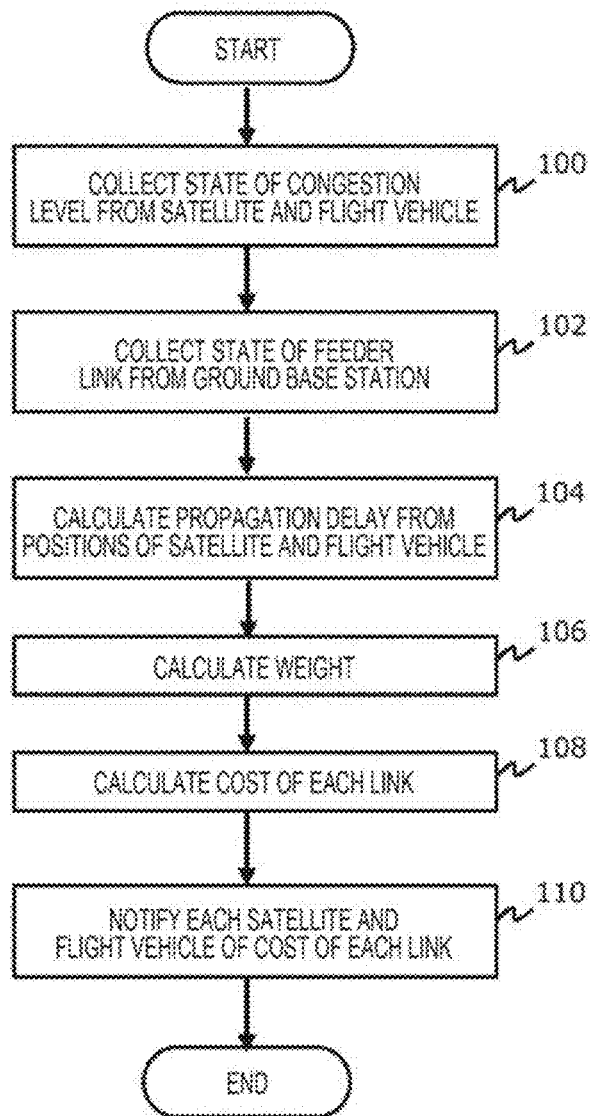 START
100
COLLECT STATE OF CONGESTION
LEVEL FROM SATELLITE AND FLIGHT VEHICLE
102
COLLECT STATE OF FEEDER
LINK FROM GROUND BASE STATION
104
CALCULATE PROPAGATION DELAY FROM
POSITIONS OF SATELLITE AND FLIGHT VEHICLE
106
CALCULATE WEIGHT
108
CALCULATE COST OF EACH LINK
110
NOTIFY EACH SATELLITE AND
FLIGHT VEHICLE OF COST OF EACH LINK
END